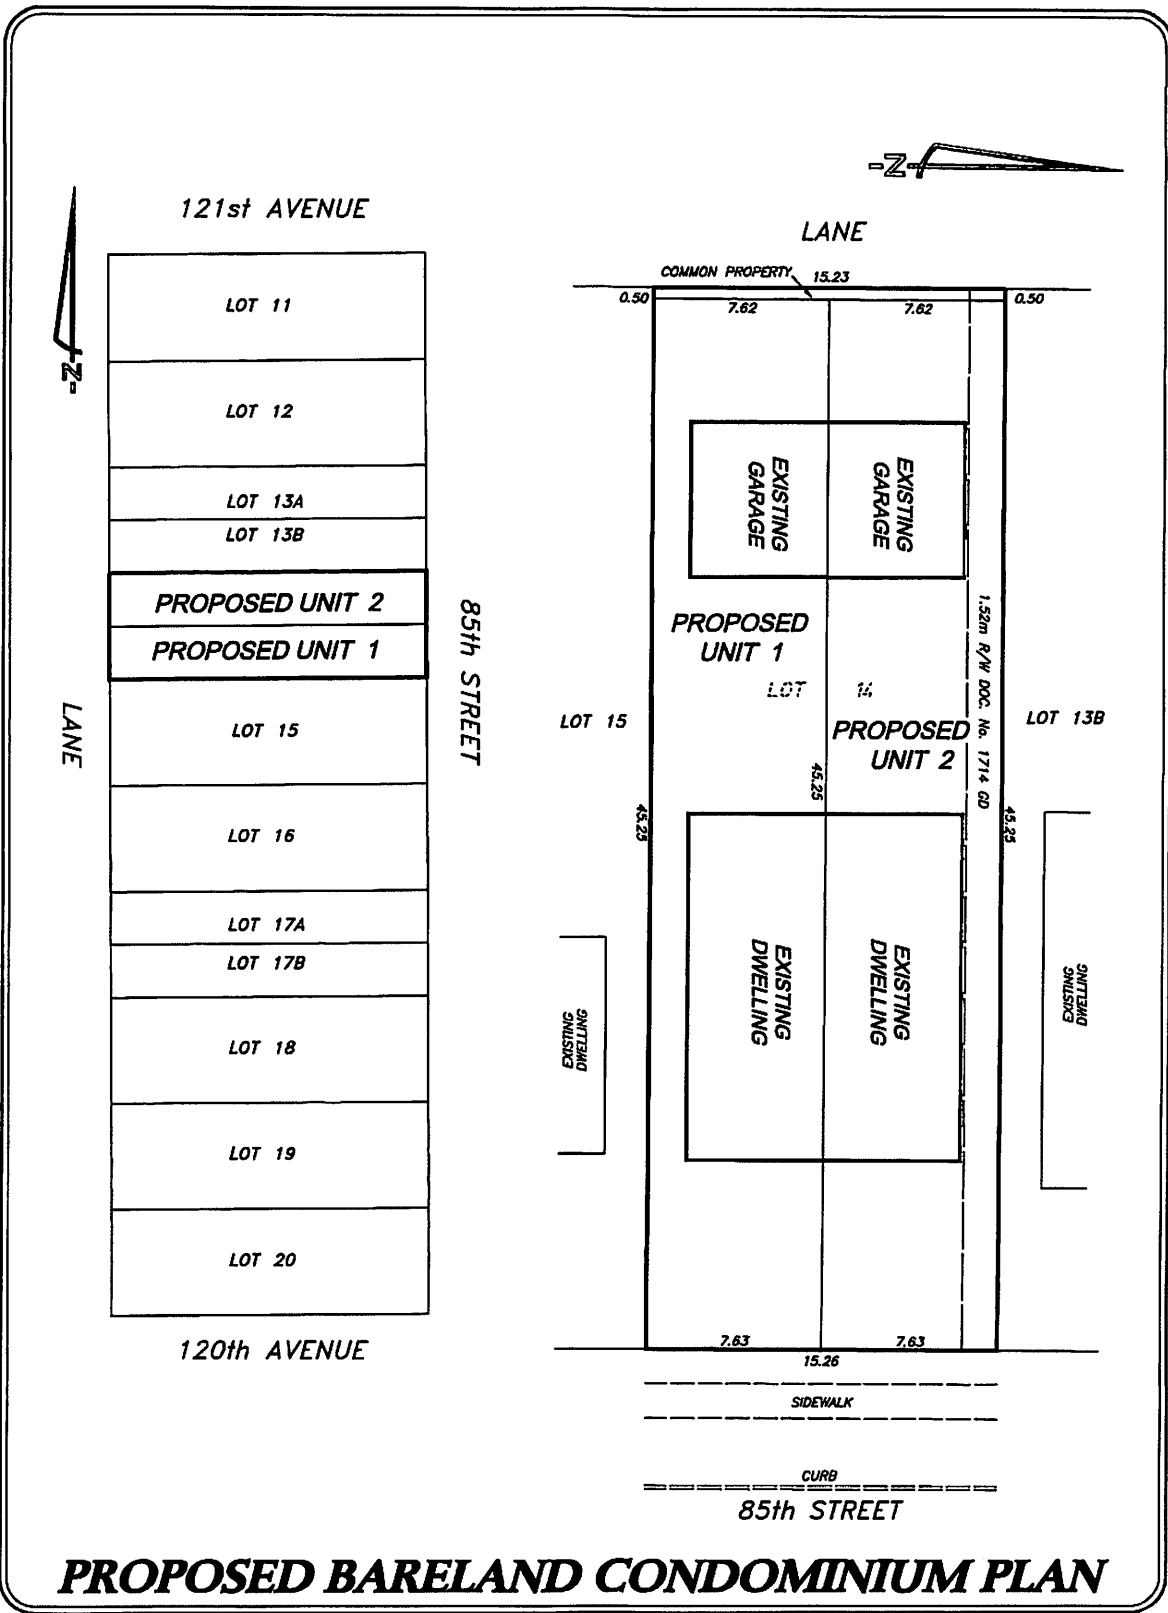 121st AVENUE
-Z-
LOT 11
LOT 12
LOT 13A
LOT 13B
PROPOSED UNIT 2
PROPOSED UNIT 1
LOT 15
LOT 16
LOT 17A
LOT 17B
LOT 18
LOT 19
LOT 20
120th AVENUE
LANE
85th STREET
-Z-
LANE
COMMON PROPERTY
15.23
0.50
7.62
7.62
0.50
EXISTING
GARAGE
EXISTING
GARAGE
PROPOSED
UNIT 1
LOT 14
PROPOSED
UNIT 2
1.52m R/W DOC. No. 1714 GD
LOT 15
LOT 13B
45.25
45.25
45.25
EXISTING
DWELLING
EXISTING
DWELLING
EXISTING
DWELLING
EXISTING
DWELLING
7.63
7.63
15.26
SIDEWALK
CURB
85th STREET
PROPOSED BARELAND CONDOMINIUM PLAN